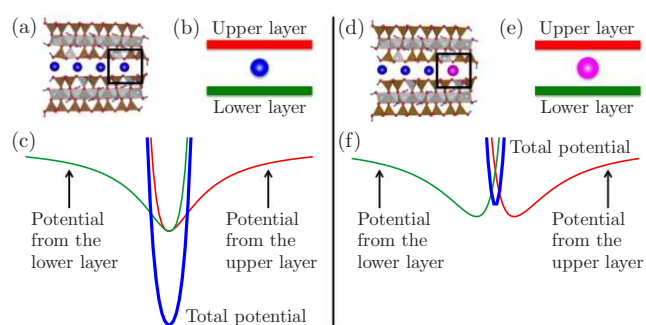 (a)
(b)
Upper layer
Lower layer
(c)
Potential
from the
lower layer
Potential
from the
upper layer
Total potential
(d)
(e)
Upper layer
Lower layer
(f)
Total potential
Potential
from the
lower layer
Potential
from the
upper layer